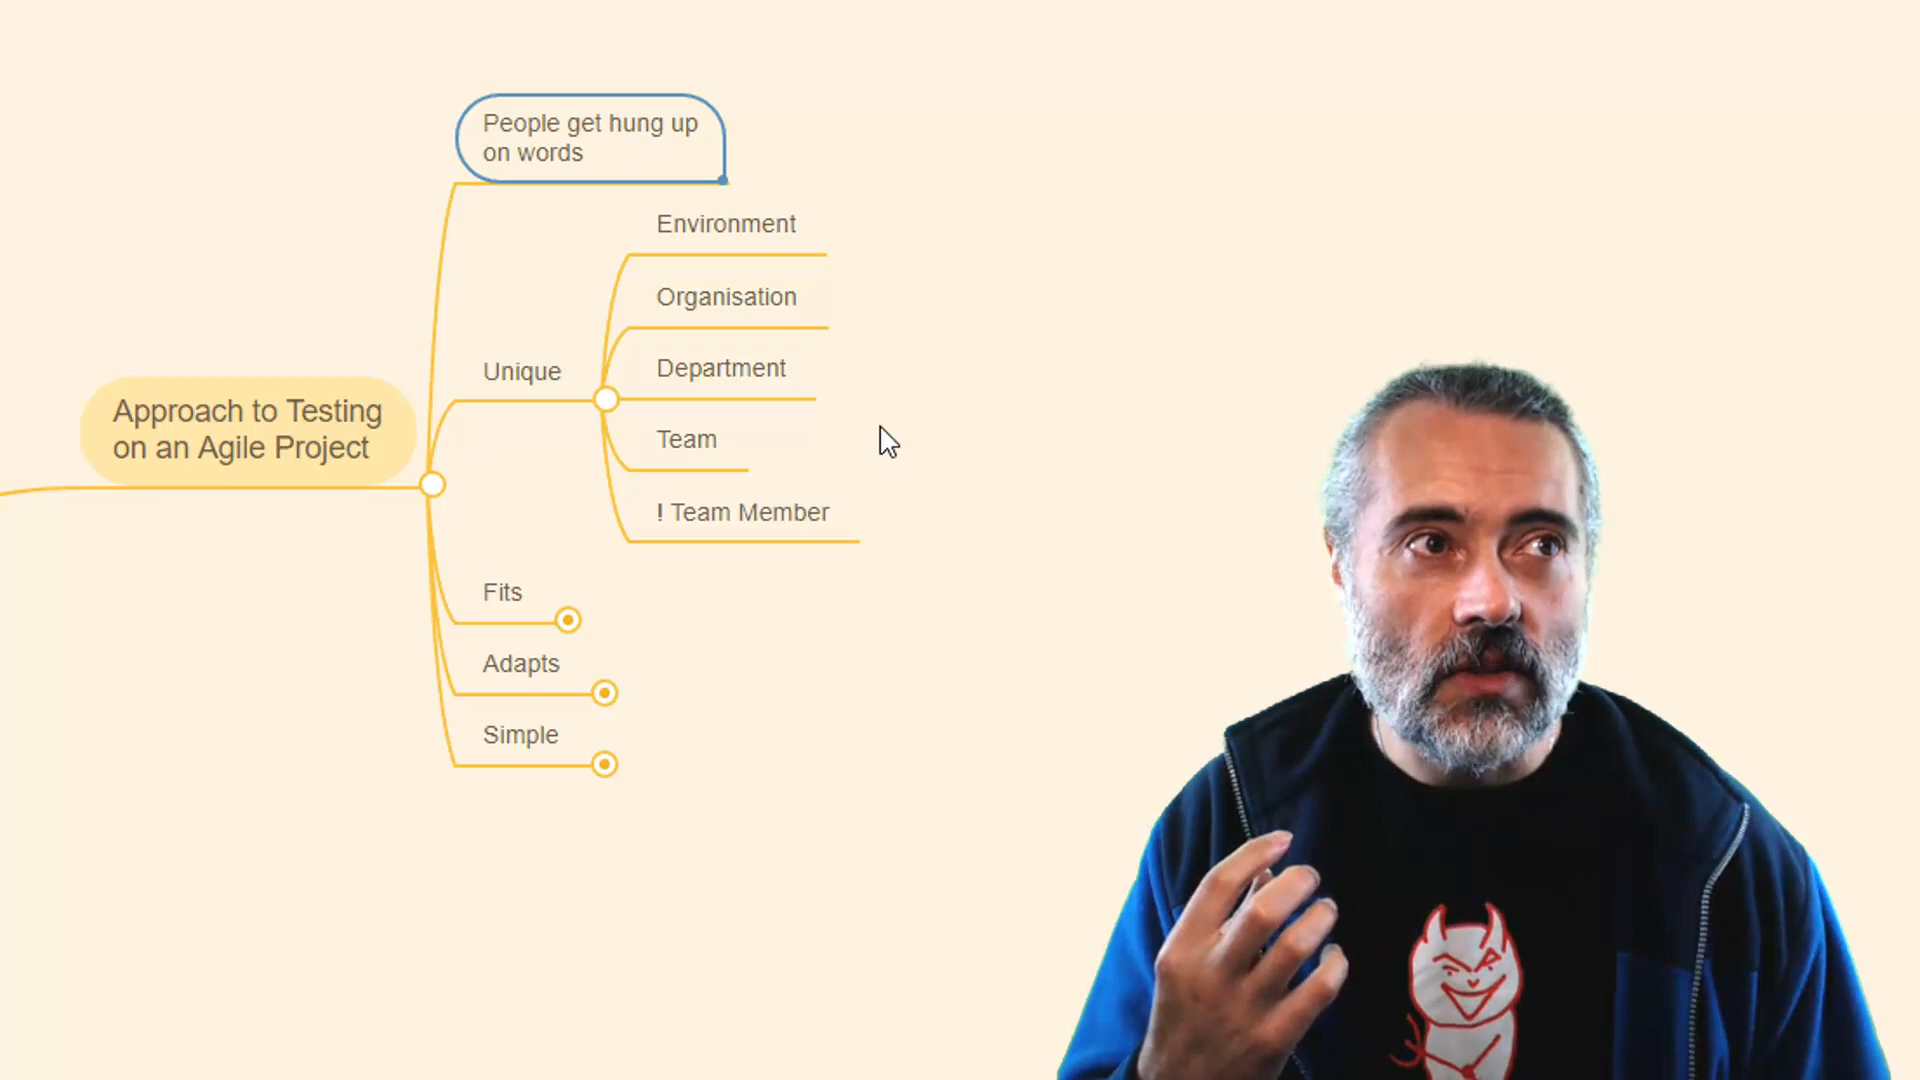 People get hung up
on words
Environment
Organisation
Department
Unique
Team
! Team Member
Approach to Testing
on an Agile Project
Fits
Adapts
Simple